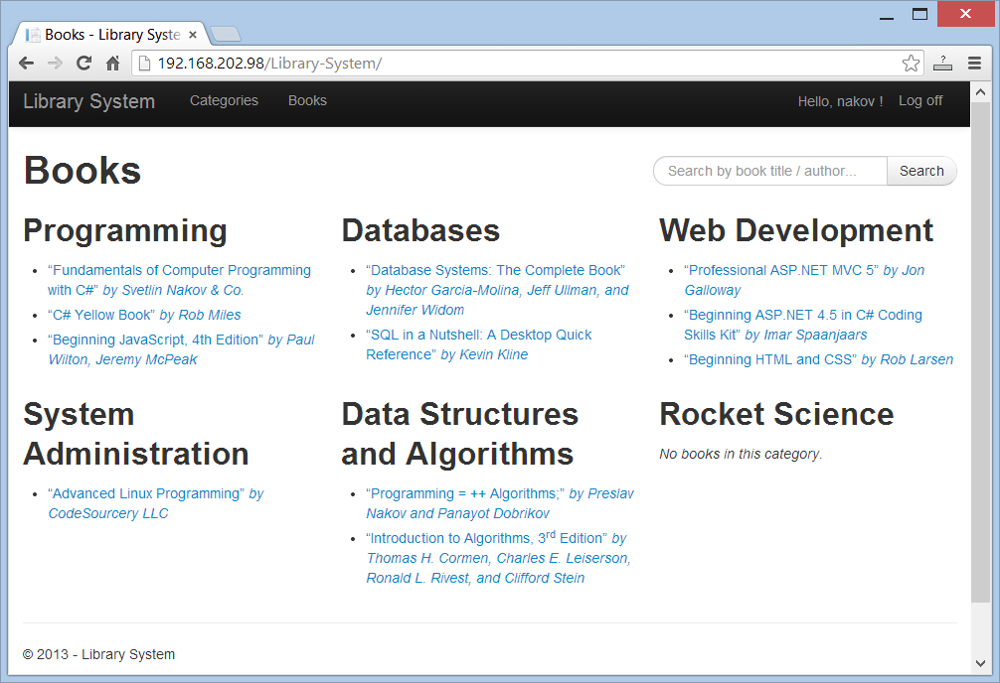 Books - Library Syste
192.168.202.98/Library-System/
Library System Categories Books Hello, nakov ! Log off
Books
Search by book title / author... Search
Programming
“Fundamentals of Computer Programming
with C#” by Svetlin Nakov & Co.
“C# Yellow Book” by Rob Miles
“Beginning JavaScript, 4th Edition” by Paul
Wilton, Jeremy McPeak
Databases
“Database Systems: The Complete Book”
by Hector Garcia-Molina, Jeff Ullman, and
Jennifer Widom
“SQL in a Nutshell: A Desktop Quick
Reference” by Kevin Kline
Web Development
“Professional ASP.NET MVC 5” by Jon
Galloway
“Beginning ASP.NET 4.5 in C# Coding
Skills Kit” by Imar Spaanjaars
“Beginning HTML and CSS” by Rob Larsen
System
Administration
“Advanced Linux Programming” by
CodeSourcery LLC
Data Structures
and Algorithms
“Programming = ++ Algorithms;” by Preslav
Nakov and Panayot Dobrikov
“Introduction to Algorithms, 3rd Edition” by
Thomas H. Cormen, Charles E. Leiserson,
Ronald L. Rivest, and Clifford Stein
Rocket Science
No books in this category.
© 2013 - Library System